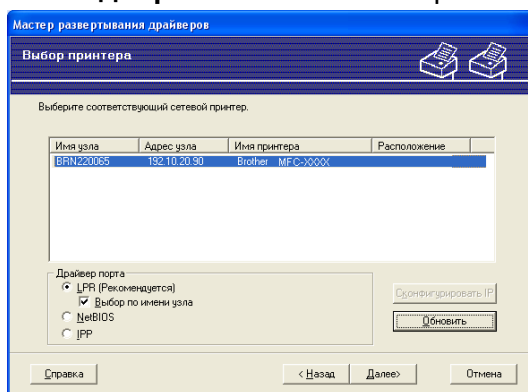 Мастер развертывания драйверов
Выбор принтера
Выберите соответствующий сетевой принтер.
Имя узла Адрес узла Имя принтера Расположение
BRN220065 192.10.20.90 Brother MFC-XXXX
Драйвер порта
LPR (Рекомендуется)
Выбор по имени узла
NetBIOS
IPP
Сконфигурировать IP
Обновить
Справка
< Назад
Далее>
Отмена